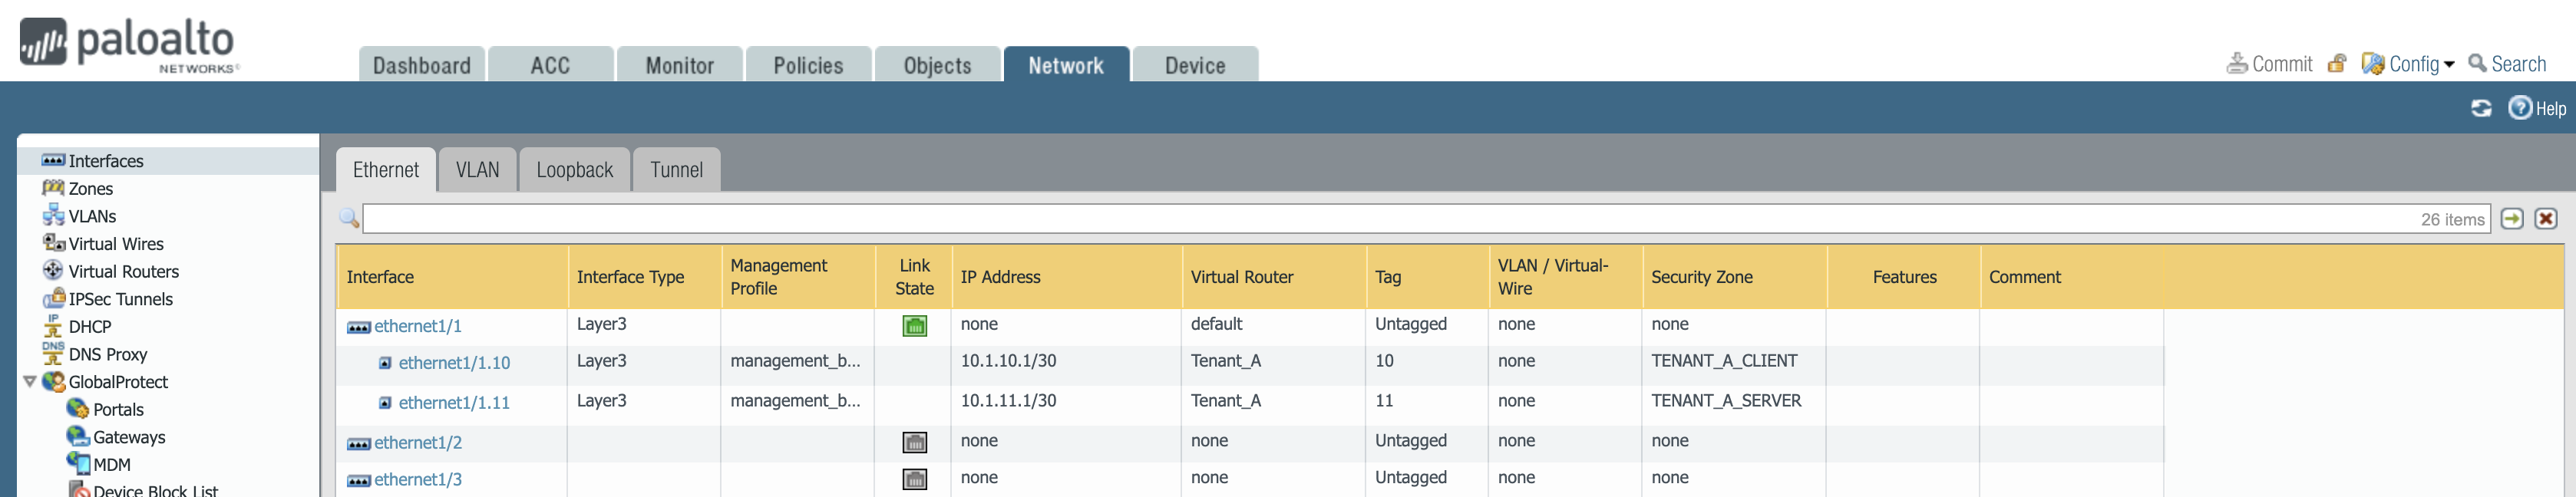 paloalto
NETWORKS®
Dashboard ACC Monitor Policies Objects Network Device
Commit Config Search
Help
Interfaces
Zones
VLANs
Virtual Wires
Virtual Routers
IPSec Tunnels
DHCP
DNS Proxy
GlobalProtect
Portals
Gateways
MDM
Device Block List
Ethernet VLAN Loopback Tunnel
26 items
Interface Interface Type Management Profile Link State IP Address Virtual Router Tag VLAN / Virtual-Wire Security Zone Features Comment
ethernet1/1 Layer3 none default Untagged none none
ethernet1/1.10 Layer3 management_b... 10.1.10.1/30 Tenant_A 10 none TENANT_A_CLIENT
ethernet1/1.11 Layer3 management_b... 10.1.11.1/30 Tenant_A 11 none TENANT_A_SERVER
ethernet1/2 none none Untagged none none
ethernet1/3 none none Untagged none none